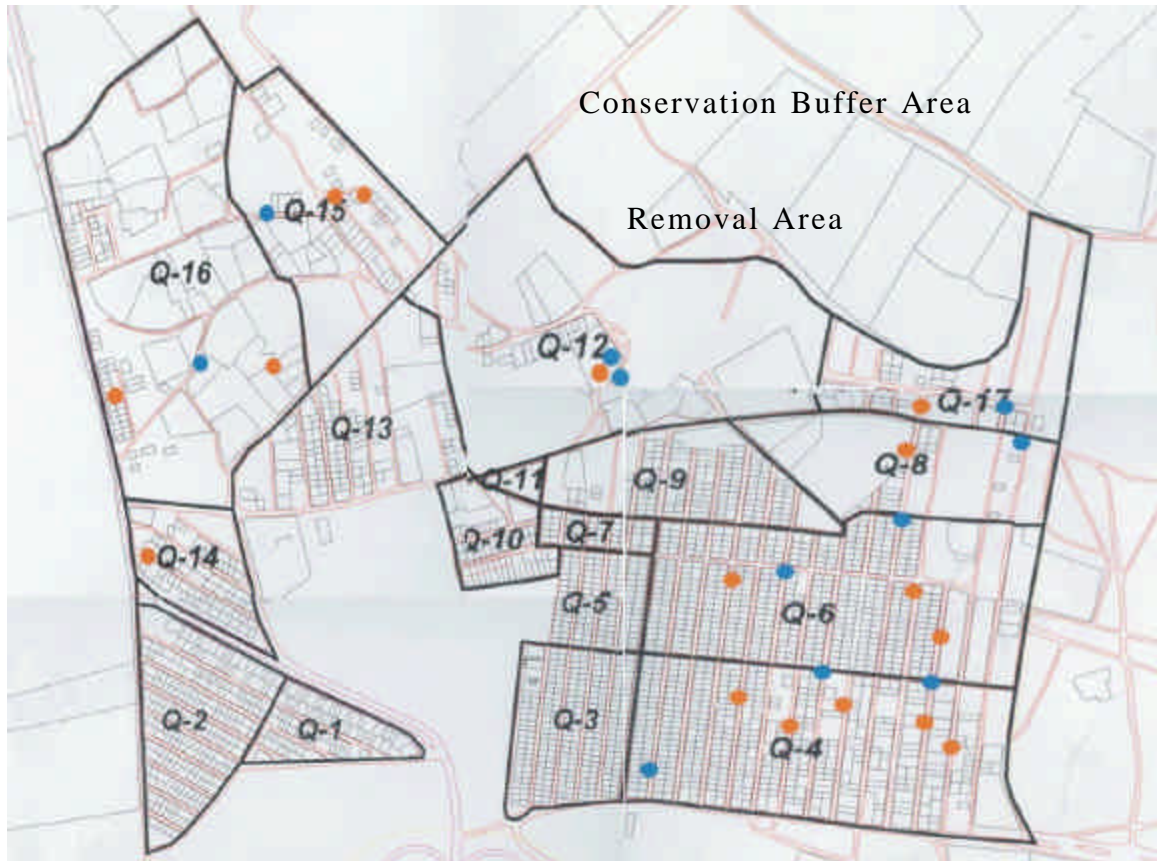 Conservation Buffer Area
Removal Area
Q-15
Q-16
Q-12
Q-17
Q-13
Q-8
Q-11
Q-9
Q-10
Q-7
Q-14
Q-5
Q-6
Q-3
Q-2
Q-1
Q-4